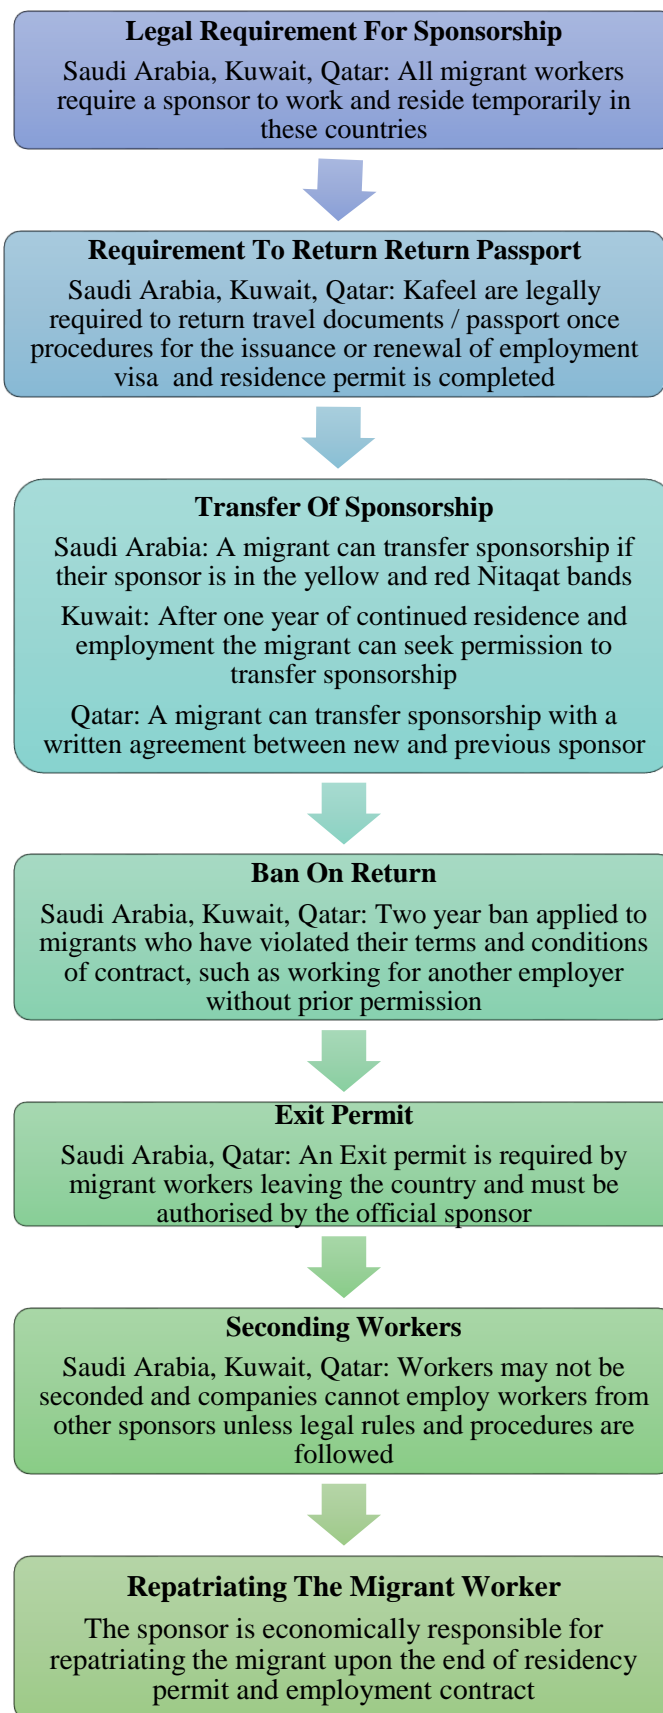 Legal Requirement For Sponsorship
Saudi Arabia, Kuwait, Qatar: All migrant workers
require a sponsor to work and reside temporarily in
these countries
Requirement To Return Return Passport
Saudi Arabia, Kuwait, Qatar: Kafeel are legally
required to return travel documents / passport once
procedures for the issuance or renewal of employment
visa and residence permit is completed
Transfer Of Sponsorship
Saudi Arabia: A migrant can transfer sponsorship if
their sponsor is in the yellow and red Nitaqat bands
Kuwait: After one year of continued residence and
employment the migrant can seek permission to
transfer sponsorship
Qatar: A migrant can transfer sponsorship with a
written agreement between new and previous sponsor
Ban On Return
Saudi Arabia, Kuwait, Qatar: Two year ban applied to
migrants who have violated their terms and conditions
of contract, such as working for another employer
without prior permission
Exit Permit
Saudi Arabia, Qatar: An Exit permit is required by
migrant workers leaving the country and must be
authorised by the official sponsor
Seconding Workers
Saudi Arabia, Kuwait, Qatar: Workers may not be
seconded and companies cannot employ workers from
other sponsors unless legal rules and procedures are
followed
Repatriating The Migrant Worker
The sponsor is economically responsible for
repatriating the migrant upon the end of residency
permit and employment contract